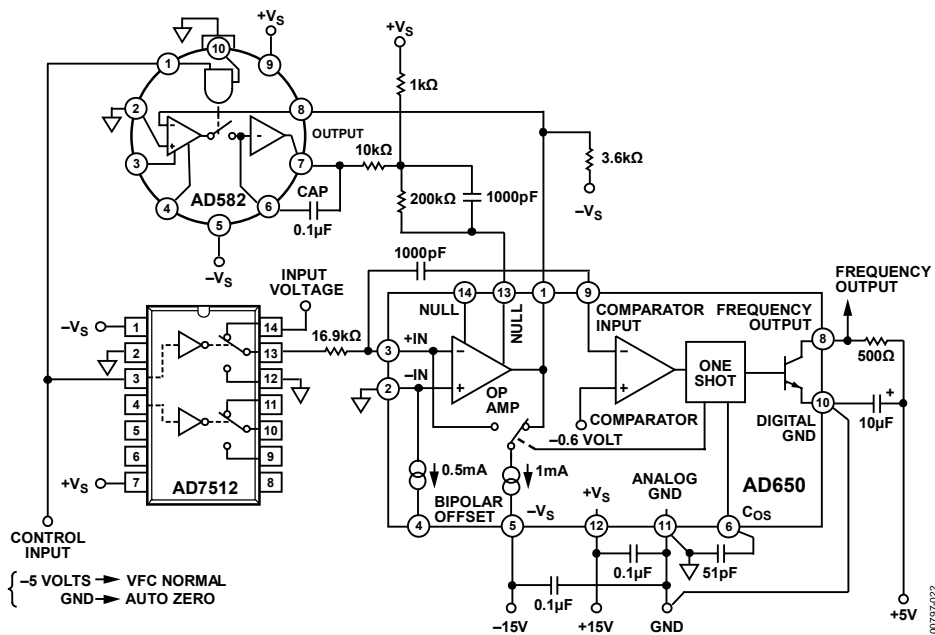 +VS
10
1
9
+VS
1kΩ
2
8
OUTPUT
10kΩ
3.6kΩ
–VS
3
7
AD582
CAP
0.1µF
200kΩ
1000pF
4
6
5
–VS
1000pF
INPUT
VOLTAGE
14
13
1
9
NULL
NULL
COMPARATOR
INPUT
FREQUENCY
OUTPUT
FREQUENCY
OUTPUT
8
500Ω
–VS
1
14
2
13
16.9kΩ
3
+IN
3
12
2
–IN
OP
AMP
ONE
SHOT
COMPARATOR
DIGITAL
GND
10
10µF
+
4
11
5
10
6
9
+VS
7
8
AD7512
–0.6 VOLT
0.5mA
1mA
BIPOLAR
OFFSET
–VS
+VS
ANALOG
GND
AD650
COS
4
5
12
11
6
0.1µF
51pF
0.1µF
–15V
+15V
GND
+5V
CONTROL
INPUT
–5 VOLTS VFC NORMAL
GND AUTO ZERO
00797-022